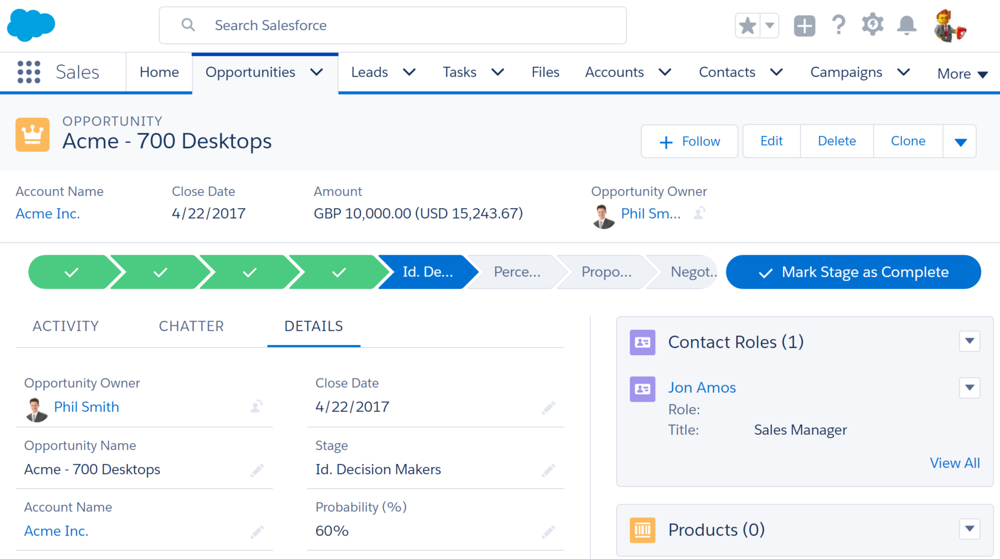 Search Salesforce
Sales Home Opportunities Leads Tasks Files Accounts Contacts Campaigns More
OPPORTUNITY
Acme - 700 Desktops
Follow Edit Delete Clone
Account Name Close Date Amount Opportunity Owner
Acme Inc. 4/22/2017 GBP 10,000.00 (USD 15,243.67) Phil Sm...
Id. De... Perce... Propo... Negot.. Mark Stage as Complete
ACTIVITY CHATTER DETAILS
Opportunity Owner Close Date
Phil Smith 4/22/2017
Opportunity Name Stage
Acme - 700 Desktops Id. Decision Makers
Account Name Probability (%)
Acme Inc. 60%
Contact Roles (1)
Jon Amos
Role:
Title: Sales Manager
View All
Products (0)